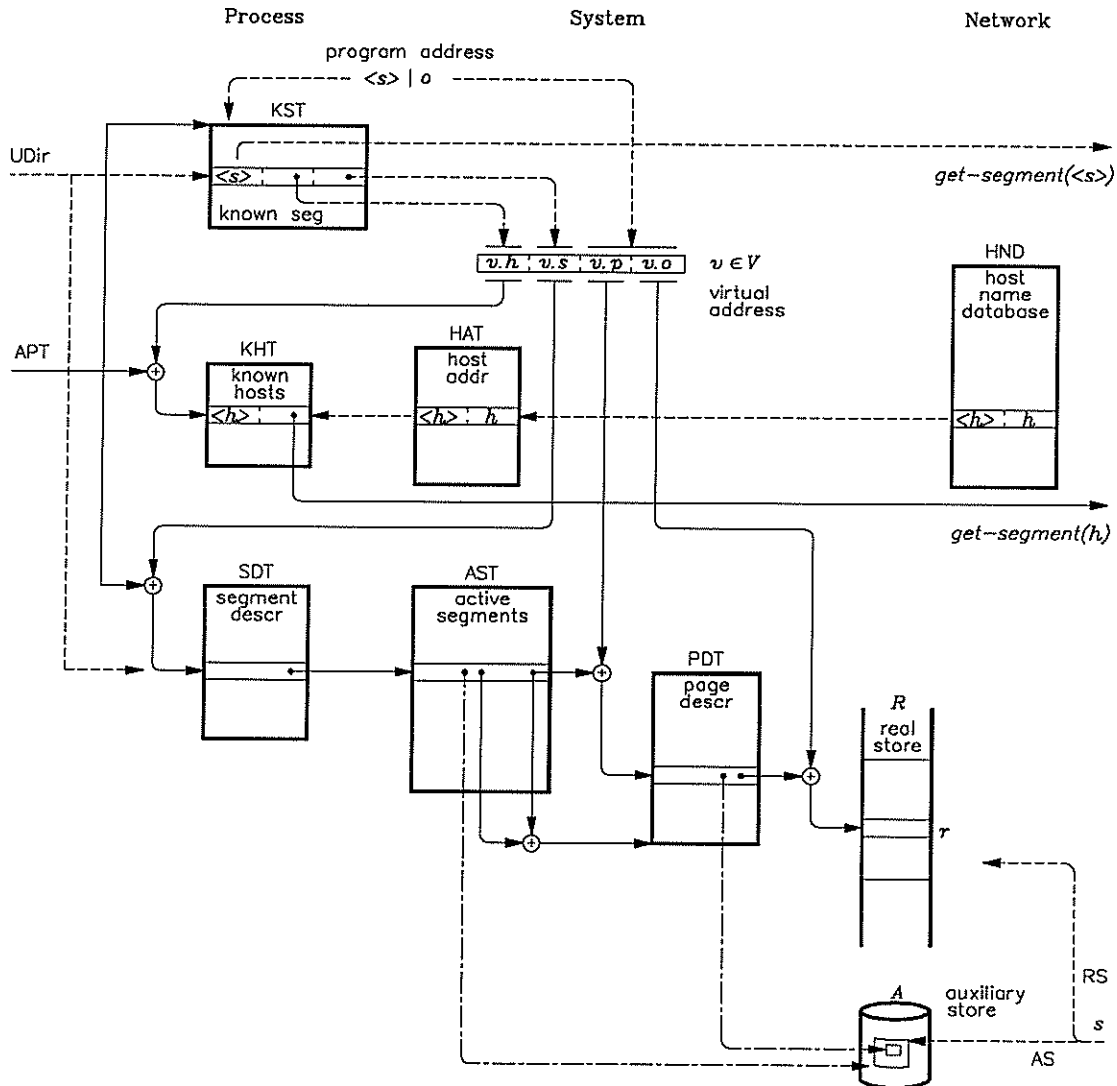 Process System Network
program address
<s> | o
KST
UDir
<s>
get-segment(<s>)
known seg
HND
v.h v.s v.p v.o v ∈ V
host
name
database
virtual
address
HAT
KHT
APT
host
addr
known
hosts
<h>
<h> h
<h> h
get-segment(h)
SDT
AST
segment
descr
active
segments
PDT
page
descr
R
real
store
r
RS
A
auxiliary
store
s
AS